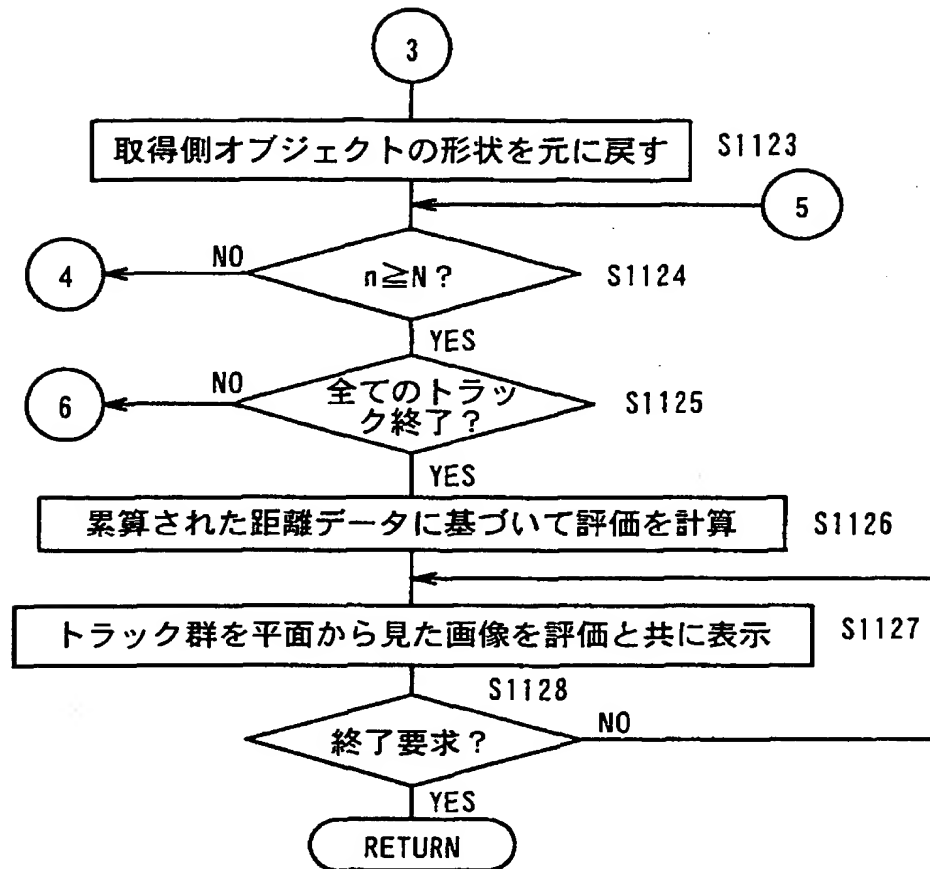 3
取得側オブジェクトの形状を元に戻す
S1123
5
NO
4
n≧N?
S1124
YES
NO
6
全てのトラッ
ク終了?
S1125
YES
累算された距離データに基づいて評価を計算
S1126
トラック群を平面から見た画像を評価と共に表示
S1127
S1128
終了要求?
NO
YES
RETURN